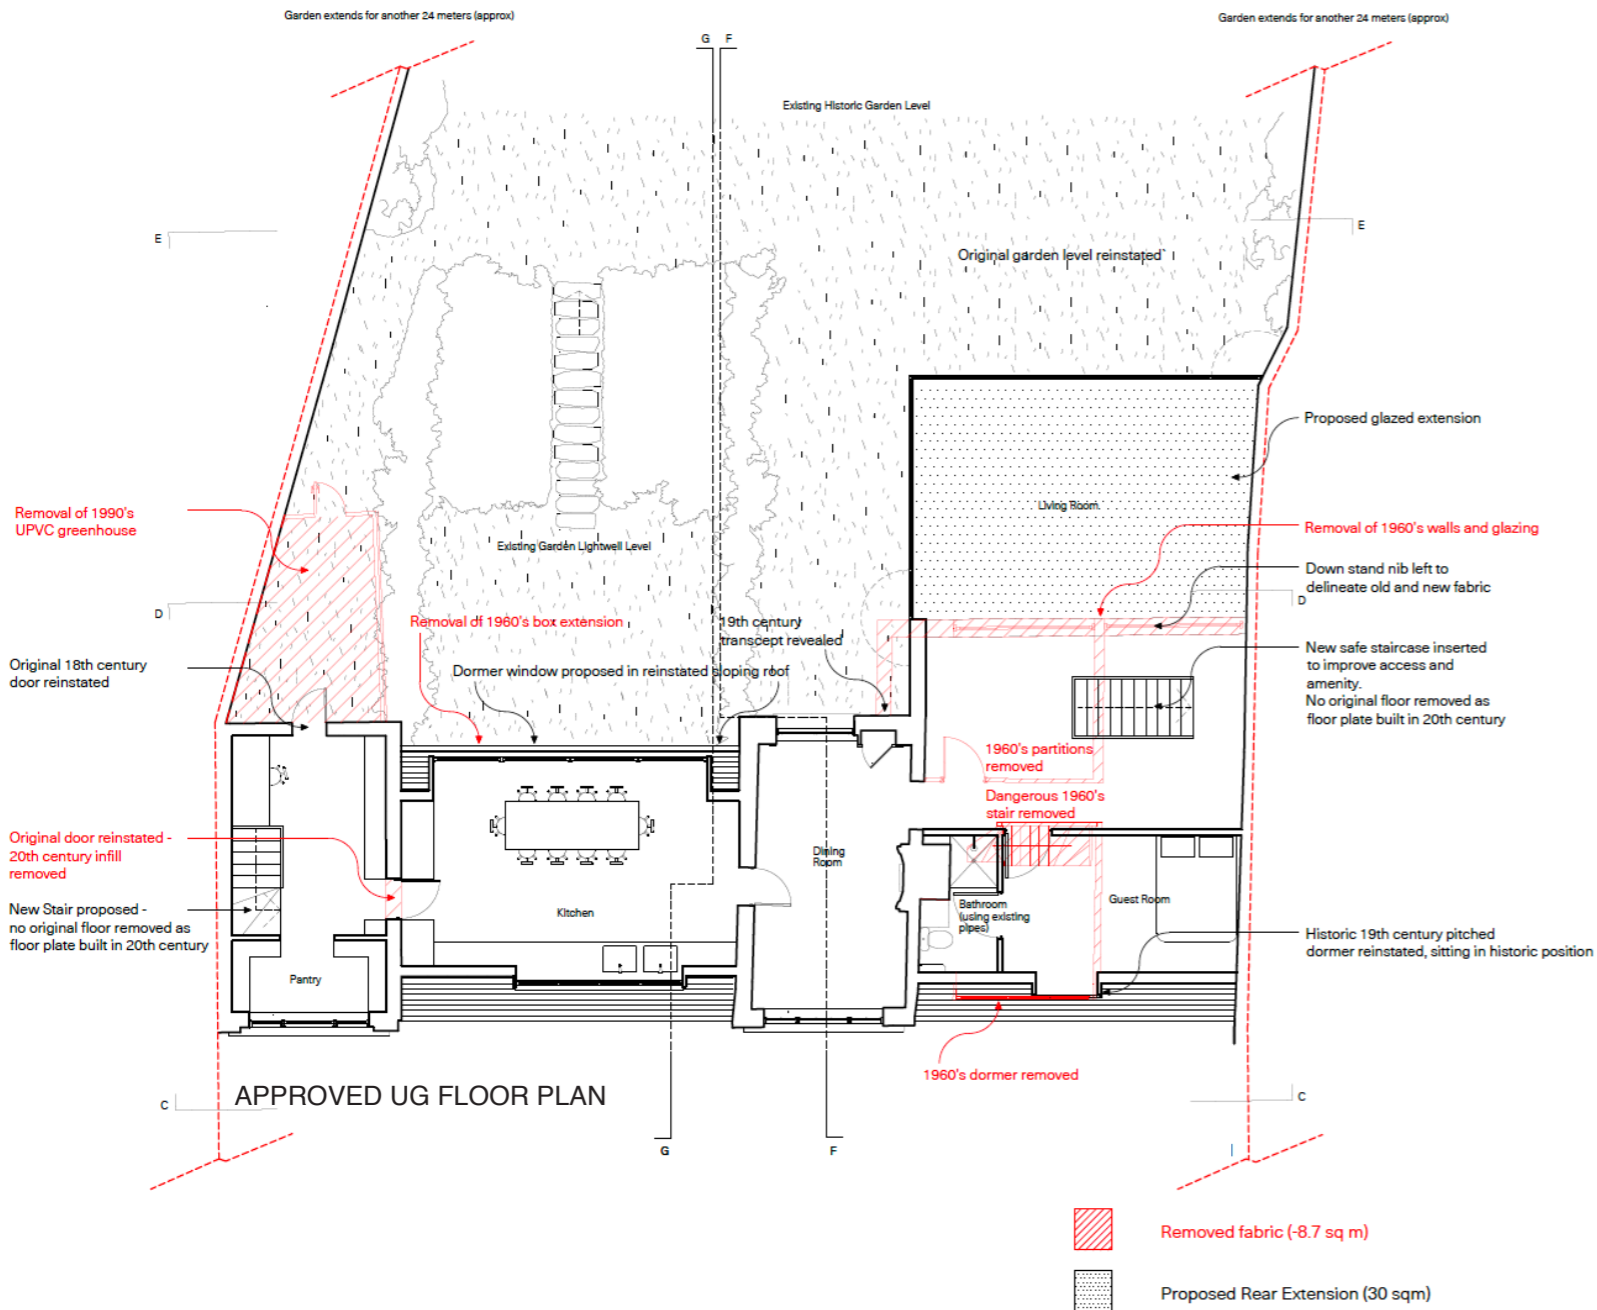 Garden extends for another 24 meters (approx)
Garden extends for another 24 meters (approx)
G F
Existing Historic Garden Level
E
E
Original garden level reinstated`
Proposed glazed extension
Living Room.
Removal of 1990's
UPVC greenhouse
Removal of 1960's walls and glazing
Existing Garden Lightwell Level
Down stand nib left to
delineate old and new fabric
D
D
Removal of 1960's box extension
19th century
transcept revealed
New safe staircase inserted
to improve access and
amenity.
No original floor removed as
floor plate built in 20th century
Original 18th century
door reinstated
Dormer window proposed in reinstated sloping roof
1960's partitions
removed
Dangerous 1960's
stair removed
Original door reinstated -
20th century infill
removed
Dining
Room
New Stair proposed -
no original floor removed as
floor plate built in 20th century
Kitchen
Bathroom
(using existing
pipes)
Guest Room
Historic 19th century pitched
dormer reinstated, sitting in historic position
Pantry
1960's dormer removed
APPROVED UG FLOOR PLAN
C
C
G
F
Removed fabric (-8.7 sq m)
Proposed Rear Extension (30 sqm)